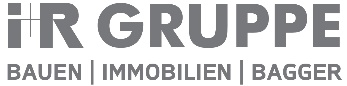 i+R GRUPPE
BAUEN | IMMOBILIEN | BAGGER